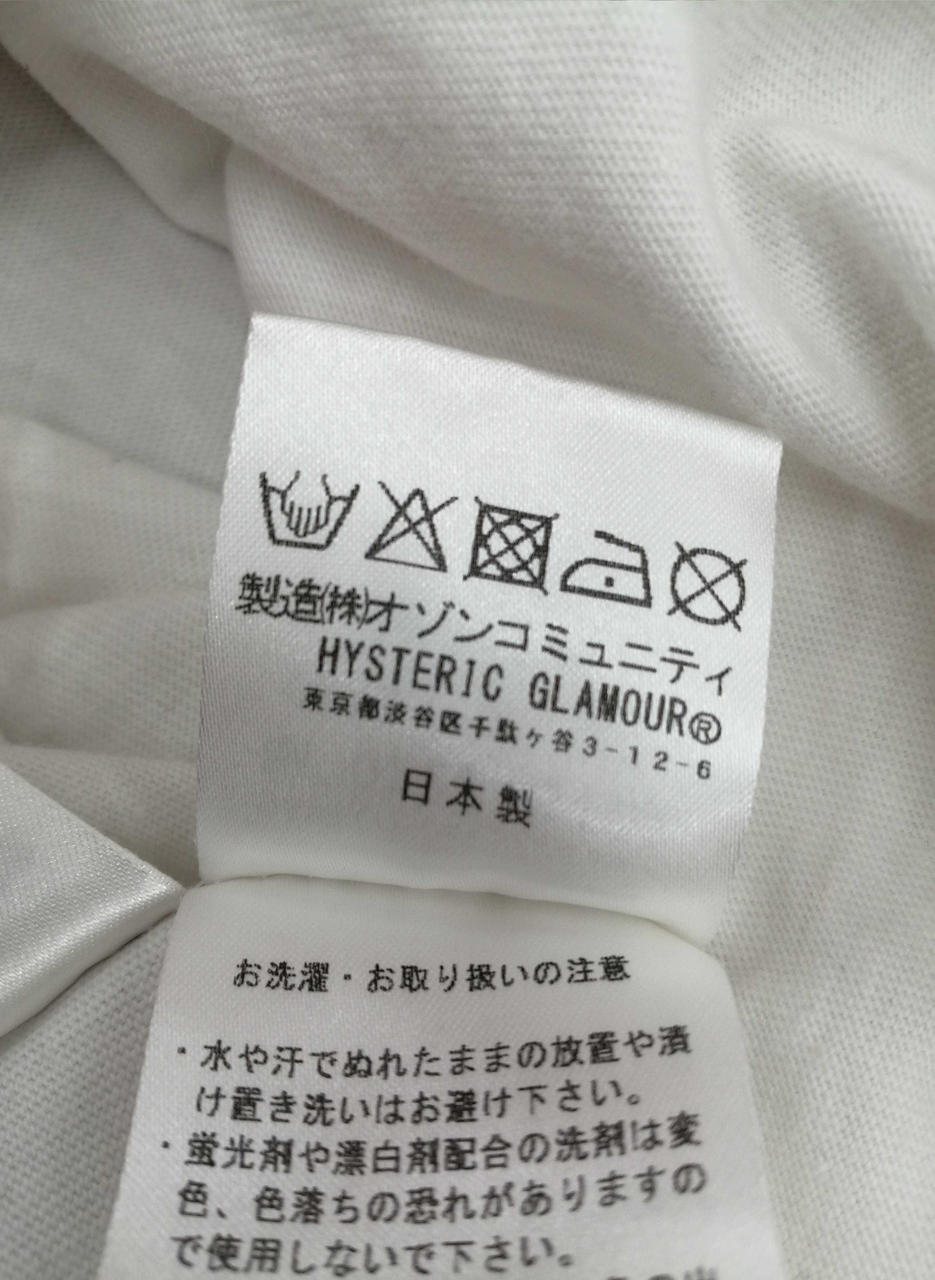 製造(株)オゾンコミュニティ
HYSTERIC GLAMOUR®
東京都渋谷区千駄ヶ谷3-12-6
日本製
お洗濯・お取り扱いの注意
・水や汗でぬれたままの放置や漬
け置き洗いはお避け下さい。
・蛍光剤や漂白剤配合の洗剤は変
色、色落ちの恐れがありますの
で使用しないで下さい。